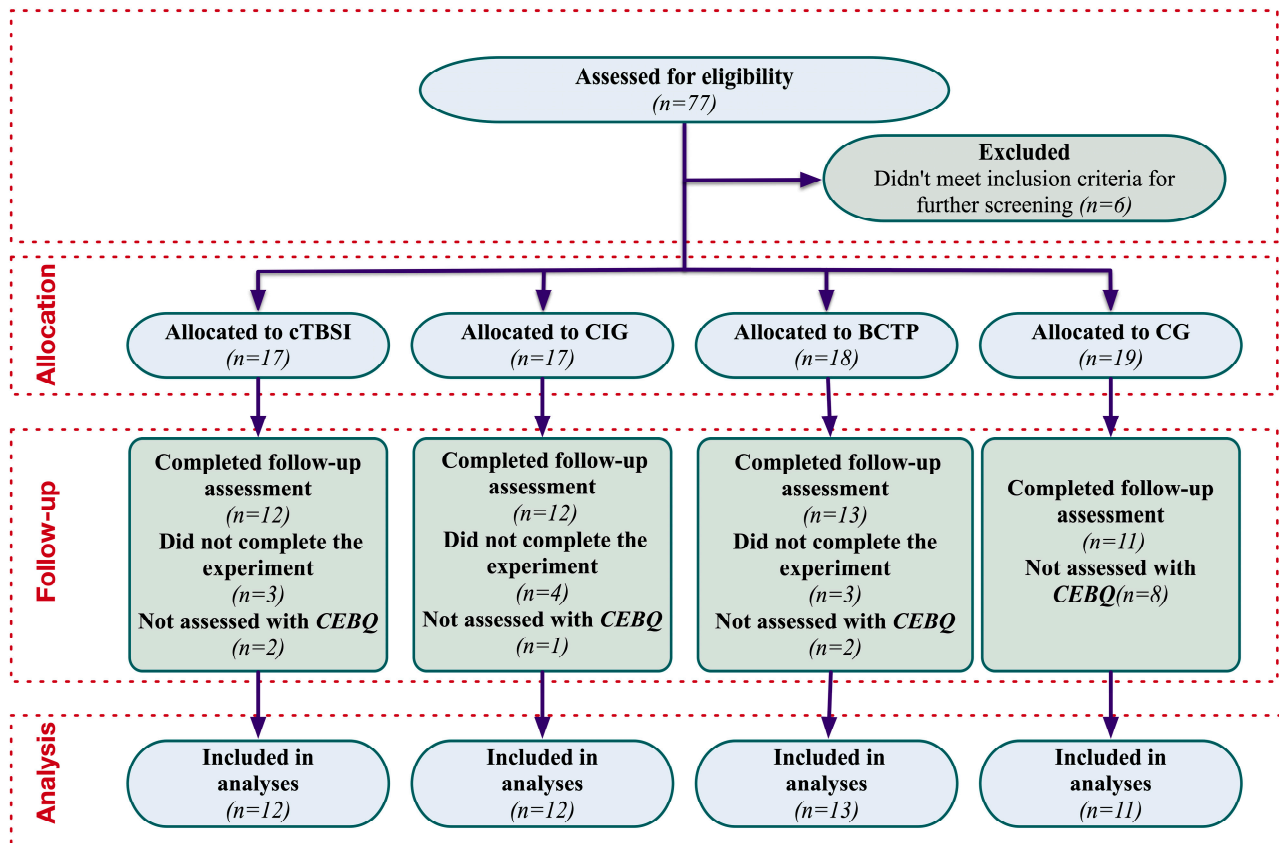 Assessed for eligibility
(n=77)
Excluded
Didn't meet inclusion criteria for
further screening (n=6)
Allocation
Allocated to cTBSI
(n=17)
Allocated to CIG
(n=17)
Allocated to BCTP
(n=18)
Allocated to CG
(n=19)
Follow-up
Completed follow-up
assessment
(n=12)
Did not complete the
experiment
(n=3)
Not assessed with CEBQ
(n=2)
Completed follow-up
assessment
(n=12)
Did not complete the
experiment
(n=4)
Not assessed with CEBQ
(n=1)
Completed follow-up
assessment
(n=13)
Did not complete the
experiment
(n=3)
Not assessed with CEBQ
(n=2)
Completed follow-up
assessment
(n=11)
Not assessed with
CEBQ(n=8)
Analysis
Included in
analyses
(n=12)
Included in
analyses
(n=12)
Included in
analyses
(n=13)
Included in
analyses
(n=11)